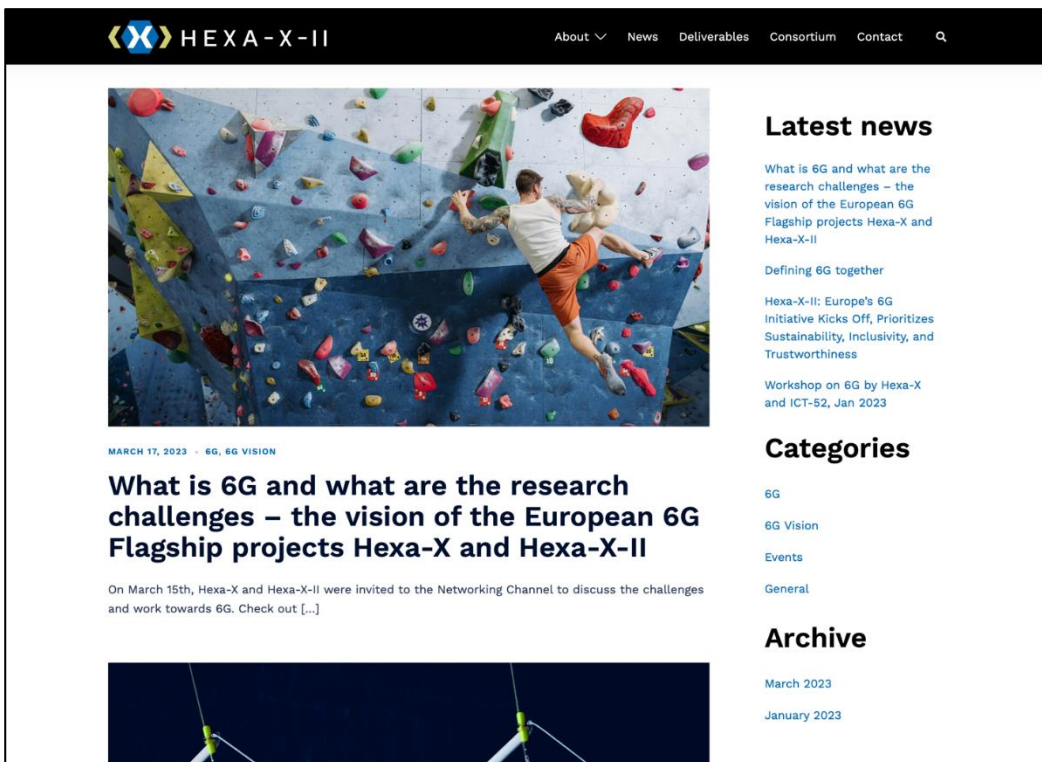 HEXA-X-II
About
News
Deliverables
Consortium
Contact
MARCH 17, 2023 · 6G, 6G VISION
What is 6G and what are the research
challenges – the vision of the European 6G
Flagship projects Hexa-X and Hexa-X-II
On March 15th, Hexa-X and Hexa-X-II were invited to the Networking Channel to discuss the challenges
and work towards 6G. Check out [...]
Latest news
What is 6G and what are the
research challenges – the
vision of the European 6G
Flagship projects Hexa-X and
Hexa-X-II
Defining 6G together
Hexa-X-II: Europe's 6G
Initiative Kicks Off, Prioritizes
Sustainability, Inclusivity, and
Trustworthiness
Workshop on 6G by Hexa-X
and ICT-52, Jan 2023
Categories
6G
6G Vision
Events
General
Archive
March 2023
January 2023